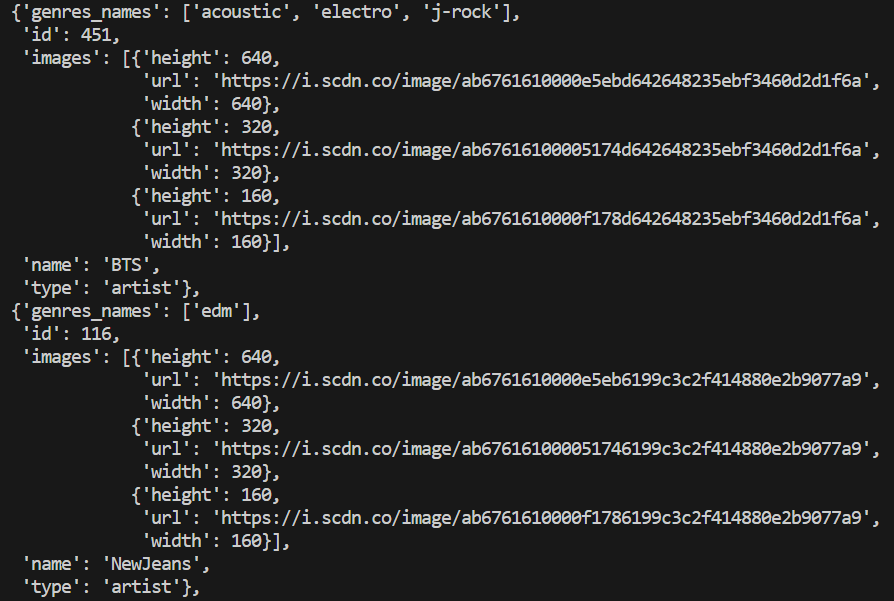 {'genres_names': ['acoustic', 'electro', 'j-rock'],
 'id': 451,
 'images': [{'height': 640,
             'url': 'https://i.scdn.co/image/ab6761610000e5ebd642648235ebf3460d2d1f6a',
             'width': 640},
            {'height': 320,
             'url': 'https://i.scdn.co/image/ab67616100005174d642648235ebf3460d2d1f6a',
             'width': 320},
            {'height': 160,
             'url': 'https://i.scdn.co/image/ab6761610000f178d642648235ebf3460d2d1f6a',
             'width': 160}],
 'name': 'BTS',
 'type': 'artist'},
{'genres_names': ['edm'],
 'id': 116,
 'images': [{'height': 640,
             'url': 'https://i.scdn.co/image/ab6761610000e5eb6199c3c2f414880e2b9077a9',
             'width': 640},
            {'height': 320,
             'url': 'https://i.scdn.co/image/ab676161000051746199c3c2f414880e2b9077a9',
             'width': 320},
            {'height': 160,
             'url': 'https://i.scdn.co/image/ab6761610000f1786199c3c2f414880e2b9077a9',
             'width': 160}],
 'name': 'NewJeans',
 'type': 'artist'},